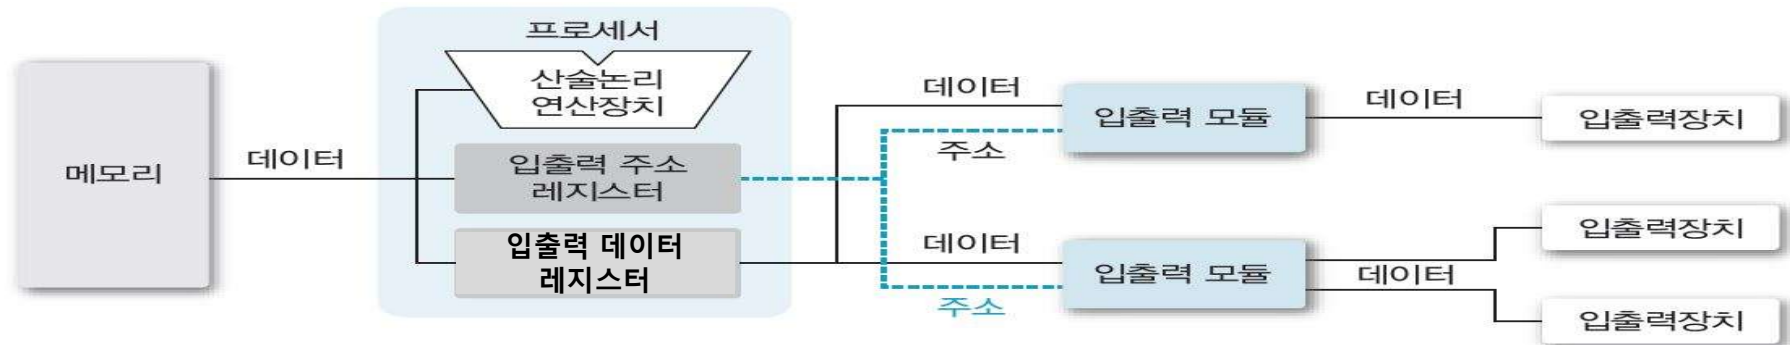 프로세서
산술논리
연산장치
메모리
데이터
입출력 주소
레지스터
입출력 데이터
레지스터
데이터
주소
입출력 모듈
데이터
입출력장치
데이터
주소
입출력 모듈
데이터
입출력장치
입출력장치